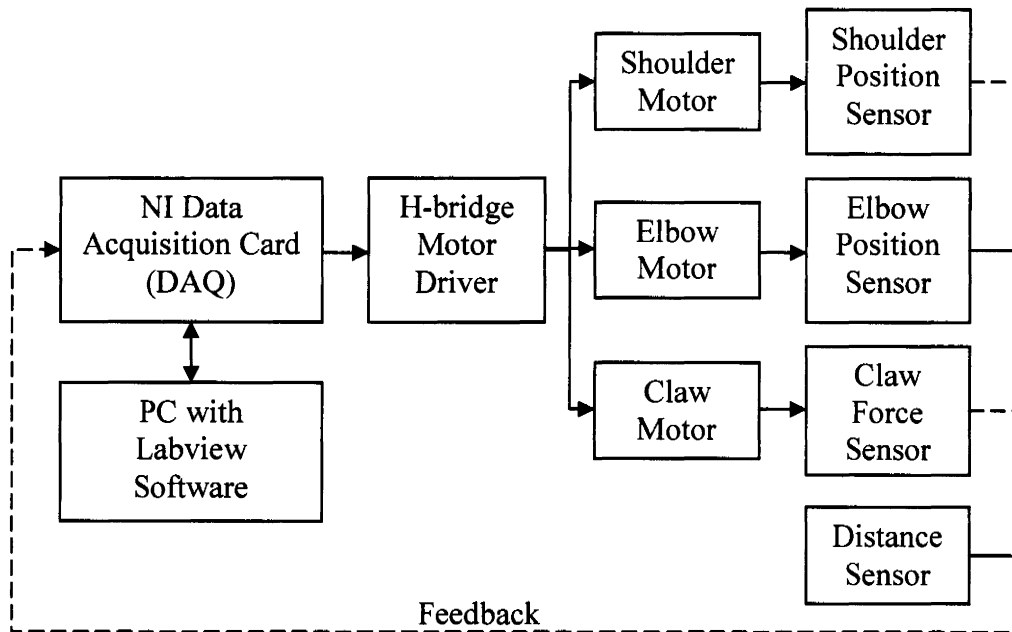 NI Data
Acquisition Card
(DAQ)
PC with
Labview
Software
H-bridge
Motor
Driver
Shoulder
Motor
Elbow
Motor
Claw
Motor
Shoulder
Position
Sensor
Elbow
Position
Sensor
Claw
Force
Sensor
Distance
Sensor
Feedback